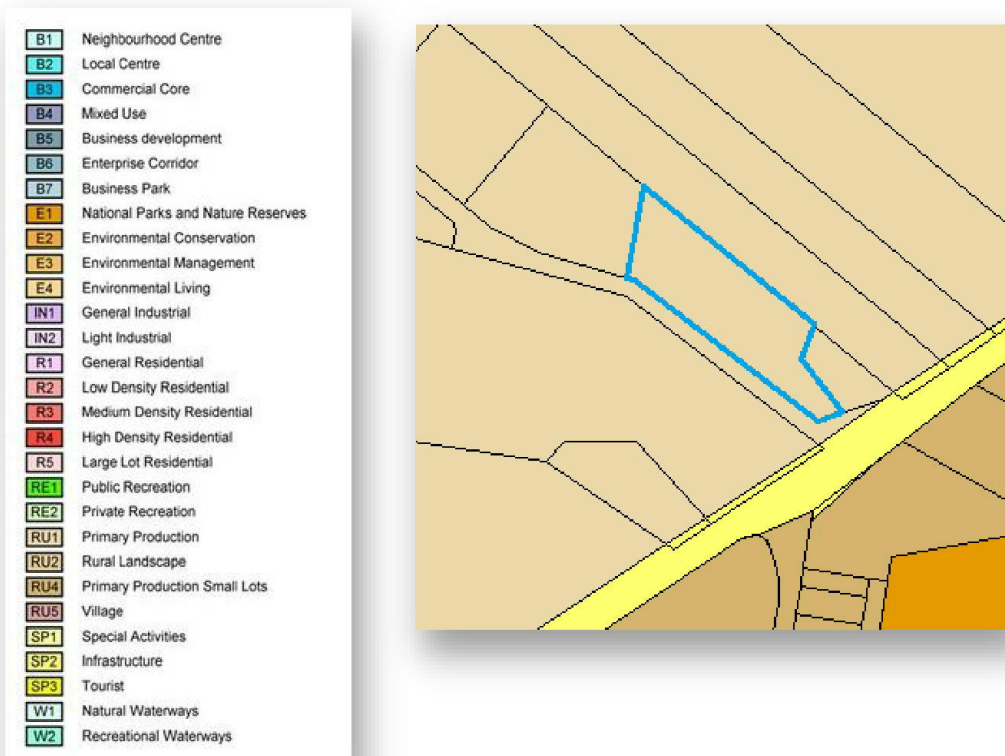 B1 Neighbourhood Centre
B2 Local Centre
B3 Commercial Core
B4 Mixed Use
B5 Business development
B6 Enterprise Corridor
B7 Business Park
E1 National Parks and Nature Reserves
E2 Environmental Conservation
E3 Environmental Management
E4 Environmental Living
IN1 General Industrial
IN2 Light Industrial
R1 General Residential
R2 Low Density Residential
R3 Medium Density Residential
R4 High Density Residential
R5 Large Lot Residential
RE1 Public Recreation
RE2 Private Recreation
RU1 Primary Production
RU2 Rural Landscape
RU4 Primary Production Small Lots
RU5 Village
SP1 Special Activities
SP2 Infrastructure
SP3 Tourist
W1 Natural Waterways
W2 Recreational Waterways